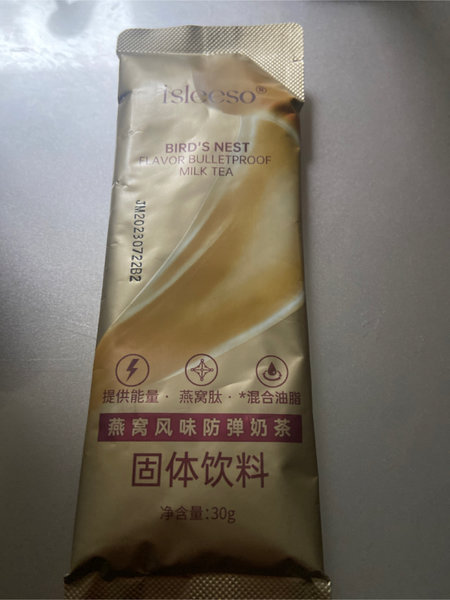 isleeso®
BIRD'S NEST
FLAVOR BULLETPROOF
MILK TEA
JM20230722B2
提供能量 · 燕窝肽 · *混合油脂
燕窝风味防弹奶茶
固体饮料
净含量:30g